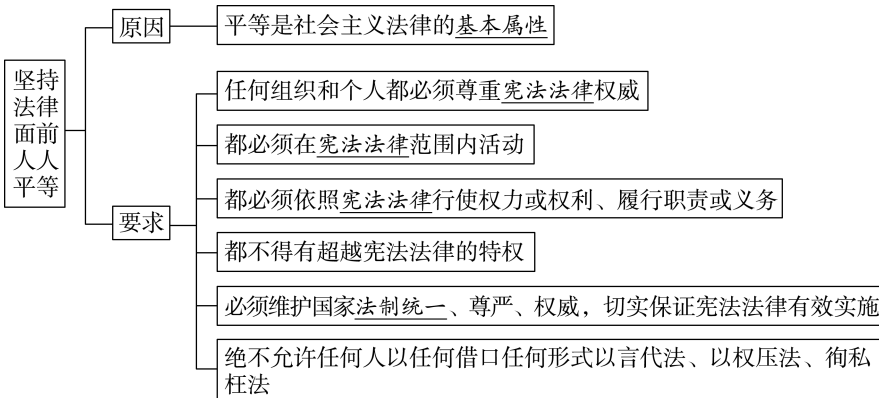 坚持
法律
面前
人人
平等
原因
平等是社会主义法律的基本属性
要求
任何组织和个人都必须尊重宪法法律权威
都必须在宪法法律范围内活动
都必须依照宪法法律行使权力或权利、履行职责或义务
都不得有超越宪法法律的特权
必须维护国家法制统一、尊严、权威，切实保证宪法法律有效实施
绝不允许任何人以任何借口任何形式以言代法、以权压法、徇私
枉法